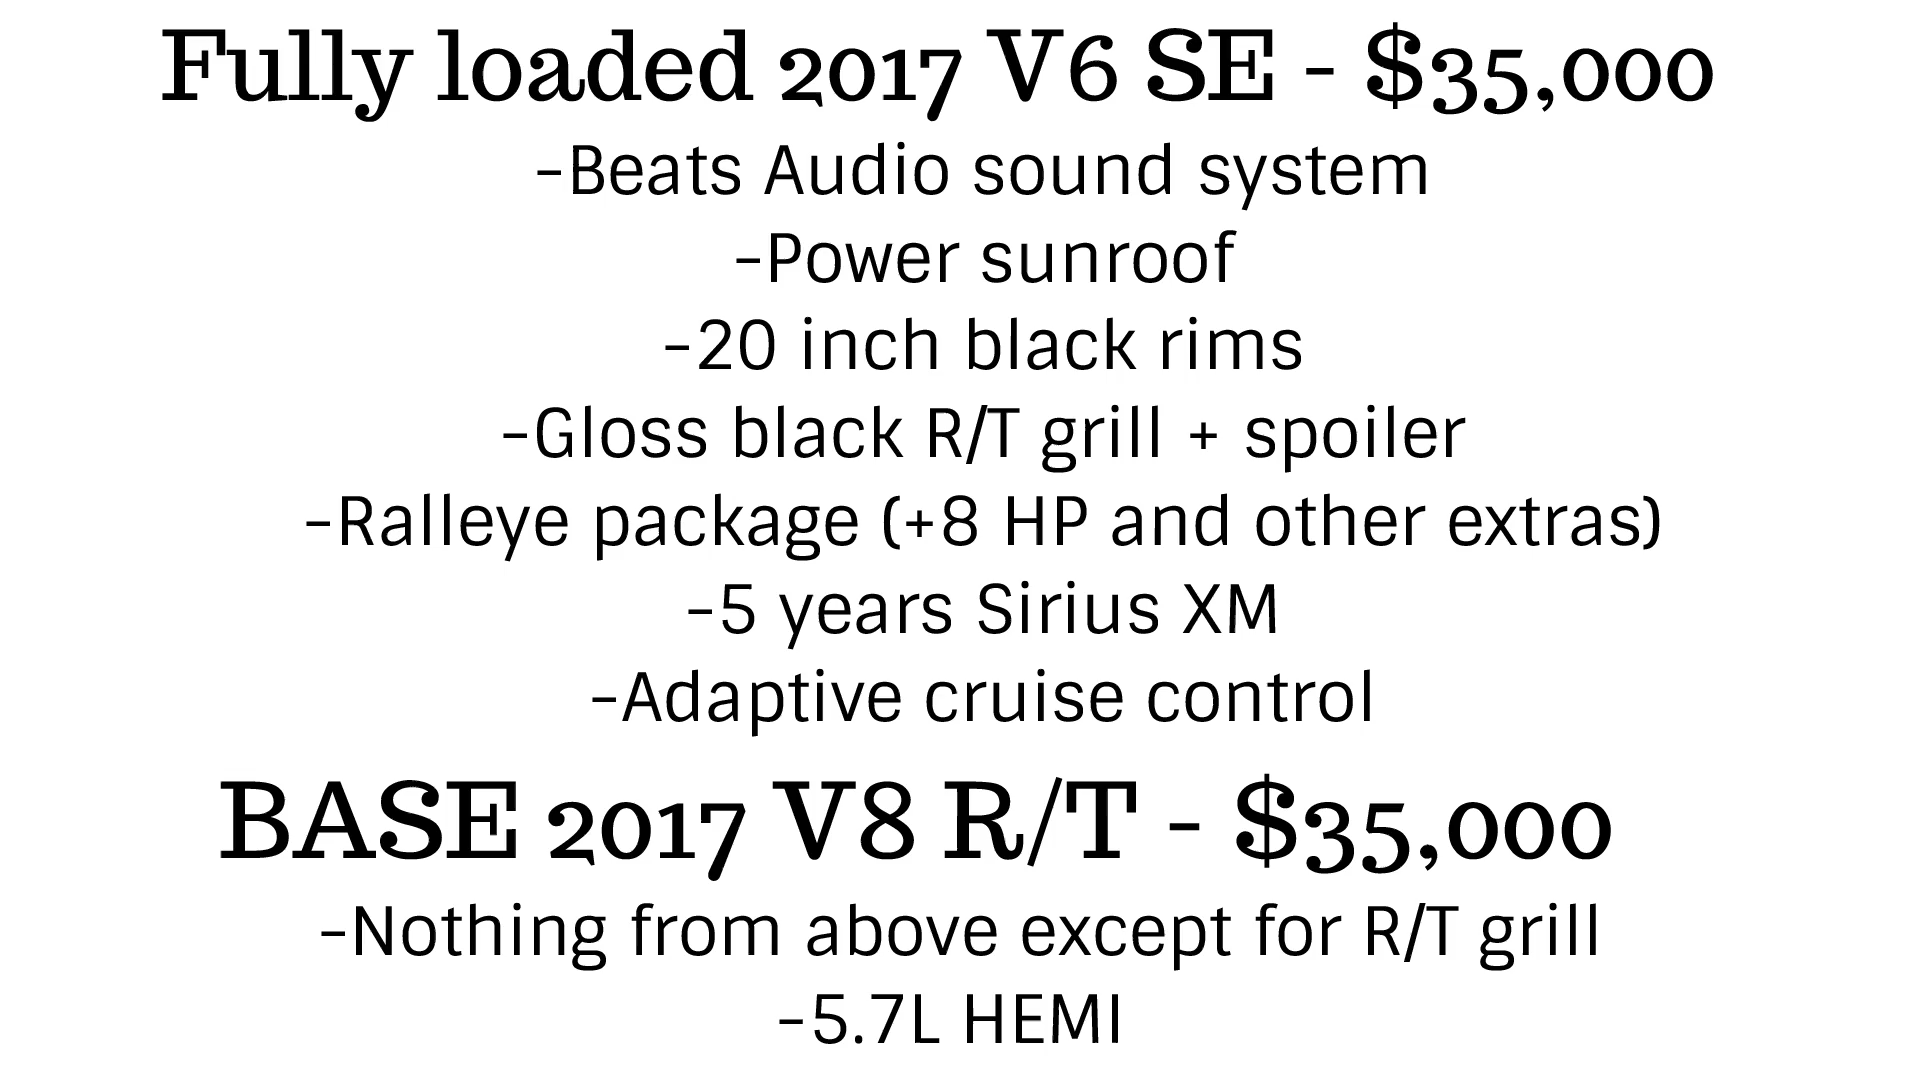 Fully loaded 2017 V6 SE - $35,000
-Beats Audio sound system
-Power sunroof
-20 inch black rims
-Gloss black R/T grill + spoiler
-Ralleye package (+8 HP and other extras)
-5 years Sirius XM
-Adaptive cruise control
BASE 2017 V8 R/T - $35,000
-Nothing from above except for R/T grill
-5.7L HEMI